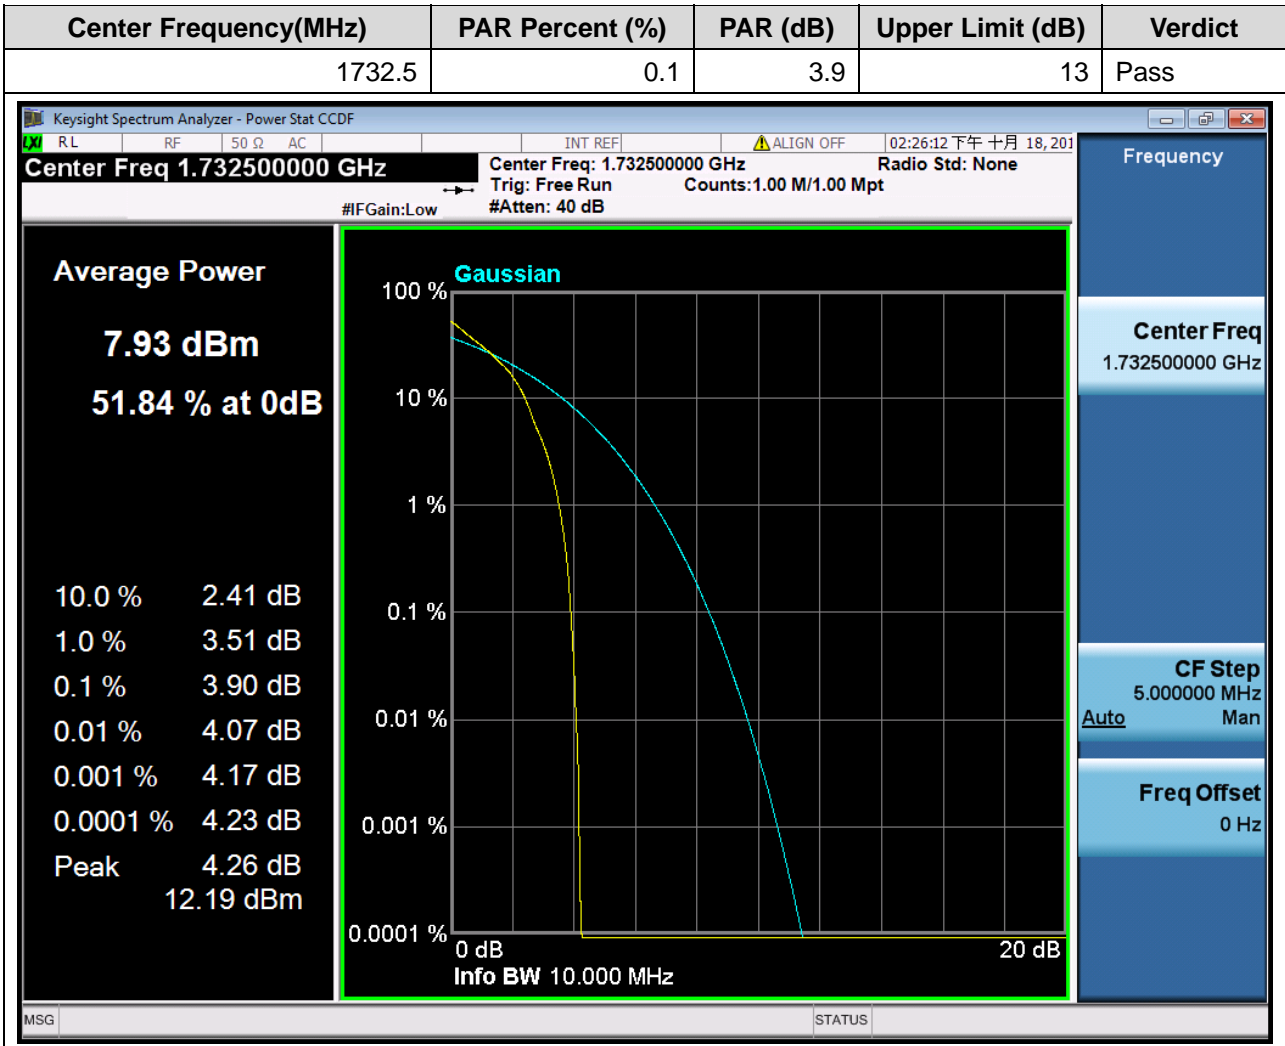 Center Frequency(MHz) PAR Percent (%) PAR (dB) Upper Limit (dB) Verdict
1732.5 0.1 3.9 13 Pass
Keysight Spectrum Analyzer - Power Stat CCDF
LXI RL RF 50 Ω AC INT REF ALIGN OFF 02:26:12 下午 十月 18, 201
Center Freq 1.732500000 GHz
Center Freq: 1.732500000 GHz Radio Std: None
Trig: Free Run Counts:1.00 M/1.00 Mpt
#IFGain:Low #Atten: 40 dB
Frequency
Average Power
7.93 dBm
51.84 % at 0dB
10.0 % 2.41 dB
1.0 % 3.51 dB
0.1 % 3.90 dB
0.01 % 4.07 dB
0.001 % 4.17 dB
0.0001 % 4.23 dB
Peak 4.26 dB
12.19 dBm
Gaussian
100 %
10 %
1 %
0.1 %
0.01 %
0.001 %
0.0001 %
0 dB 20 dB
Info BW 10.000 MHz
Center Freq
1.732500000 GHz
CF Step
5.000000 MHz
Auto Man
Freq Offset
0 Hz
MSG STATUS